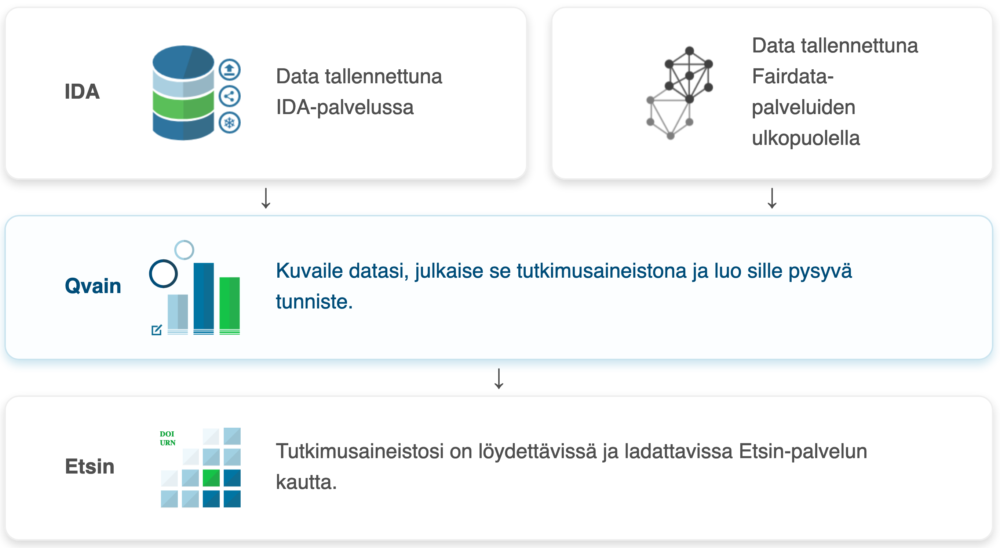 IDA
Data tallennettuna
IDA-palvelussa
Data tallennettuna
Fairdata-
palveluiden
ulkopuolella
↓
↓
Qvain
Kuvaile datasi, julkaise se tutkimusaineistona ja luo sille pysyvä
tunniste.
↓
Etsin
DOI
URN
Tutkimusaineistosi on löydettävissä ja ladattavissa Etsin-palvelun
kautta.